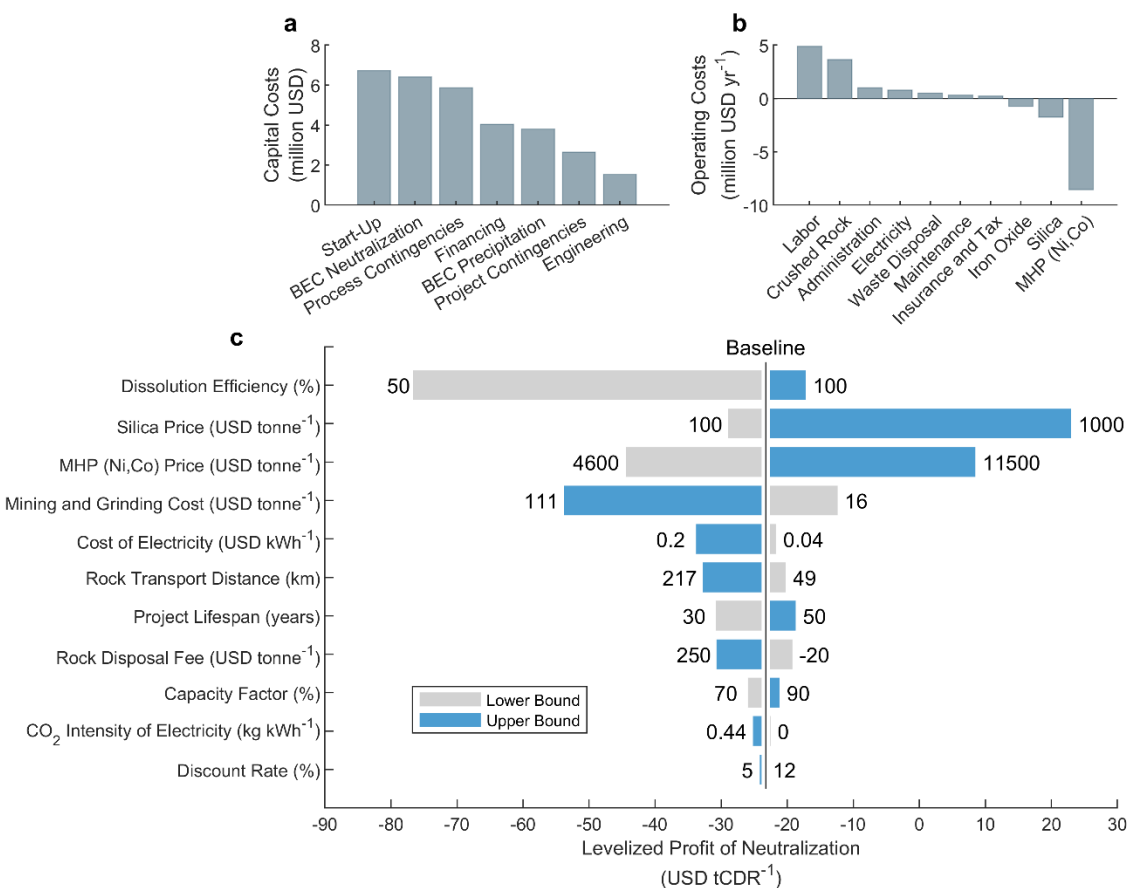 a
Capital Costs
(million USD)
8
6
4
2
0
Start-Up
BEC Neutralization
Process Contingencies
Financing
BEC Precipitation
Project Contingencies
Engineering
b
Operating Costs
(million USD yr⁻¹)
5
0
-5
-10
Labor
Crushed Rock
Administration
Electricity
Waste Disposal
Maintenance
Insurance and Tax
Iron Oxide
Silica
MHP (Ni,Co)
c
Baseline
Dissolution Efficiency (%) 50 100
Silica Price (USD tonne⁻¹) 100 1000
MHP (Ni,Co) Price (USD tonne⁻¹) 4600 11500
Mining and Grinding Cost (USD tonne⁻¹) 111 16
Cost of Electricity (USD kWh⁻¹) 0.2 0.04
Rock Transport Distance (km) 217 49
Project Lifespan (years) 30 50
Rock Disposal Fee (USD tonne⁻¹) 250 -20
Capacity Factor (%) 70 90
CO₂ Intensity of Electricity (kg kWh⁻¹) 0.44 0
Discount Rate (%) 5 12
Lower Bound
Upper Bound
-90 -80 -70 -60 -50 -40 -30 -20 -10 0 10 20 30
Levelized Profit of Neutralization
(USD tCDR⁻¹)